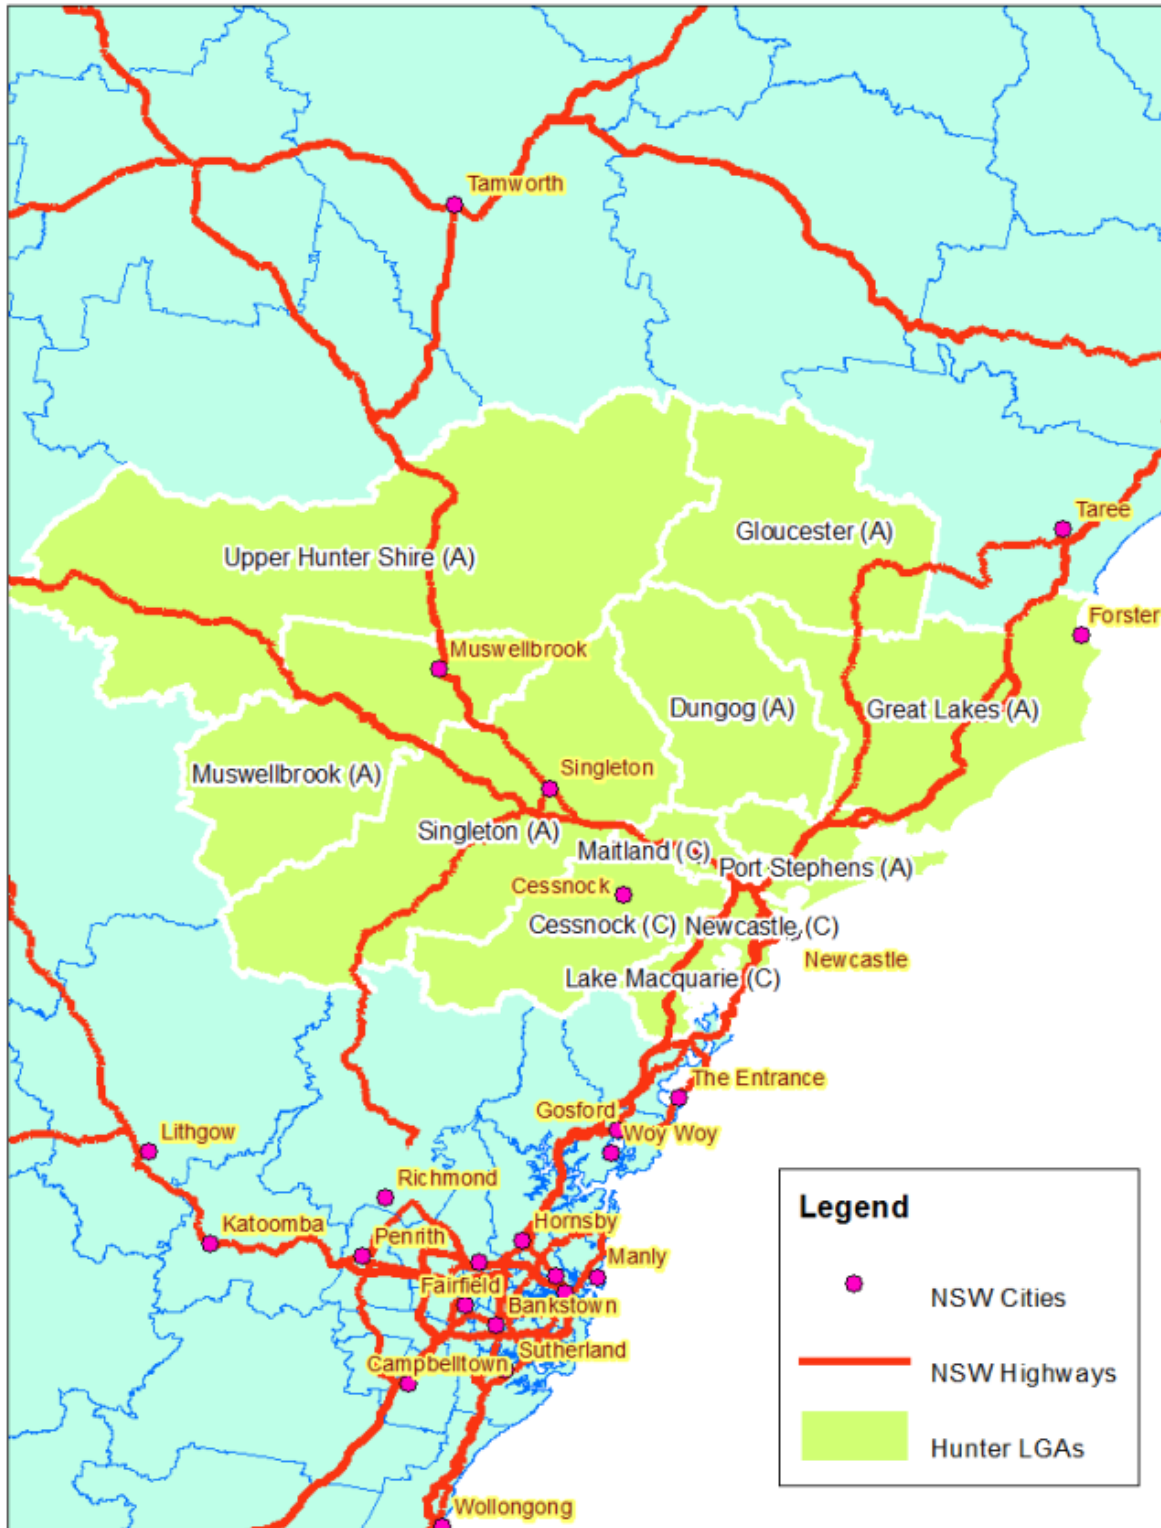 Tamworth
Taree
Gloucester (A)
Upper Hunter Shire (A)
Forster
Muswellbrook
Dungog (A)
Great Lakes (A)
Muswellbrook (A)
Singleton
Singleton (A)
Maitland (C)
Port Stephens (A)
Cessnock
Cessnock (C)
Newcastle (C)
Newcastle
Lake Macquarie (C)
The Entrance
Gosford
Woy Woy
Lithgow
Richmond
Katoomba
Penrith
Hornsby
Manly
Fairfield
Bankstown
Sutherland
Campbelltown
Wollongong
Legend
NSW Cities
NSW Highways
Hunter LGAs